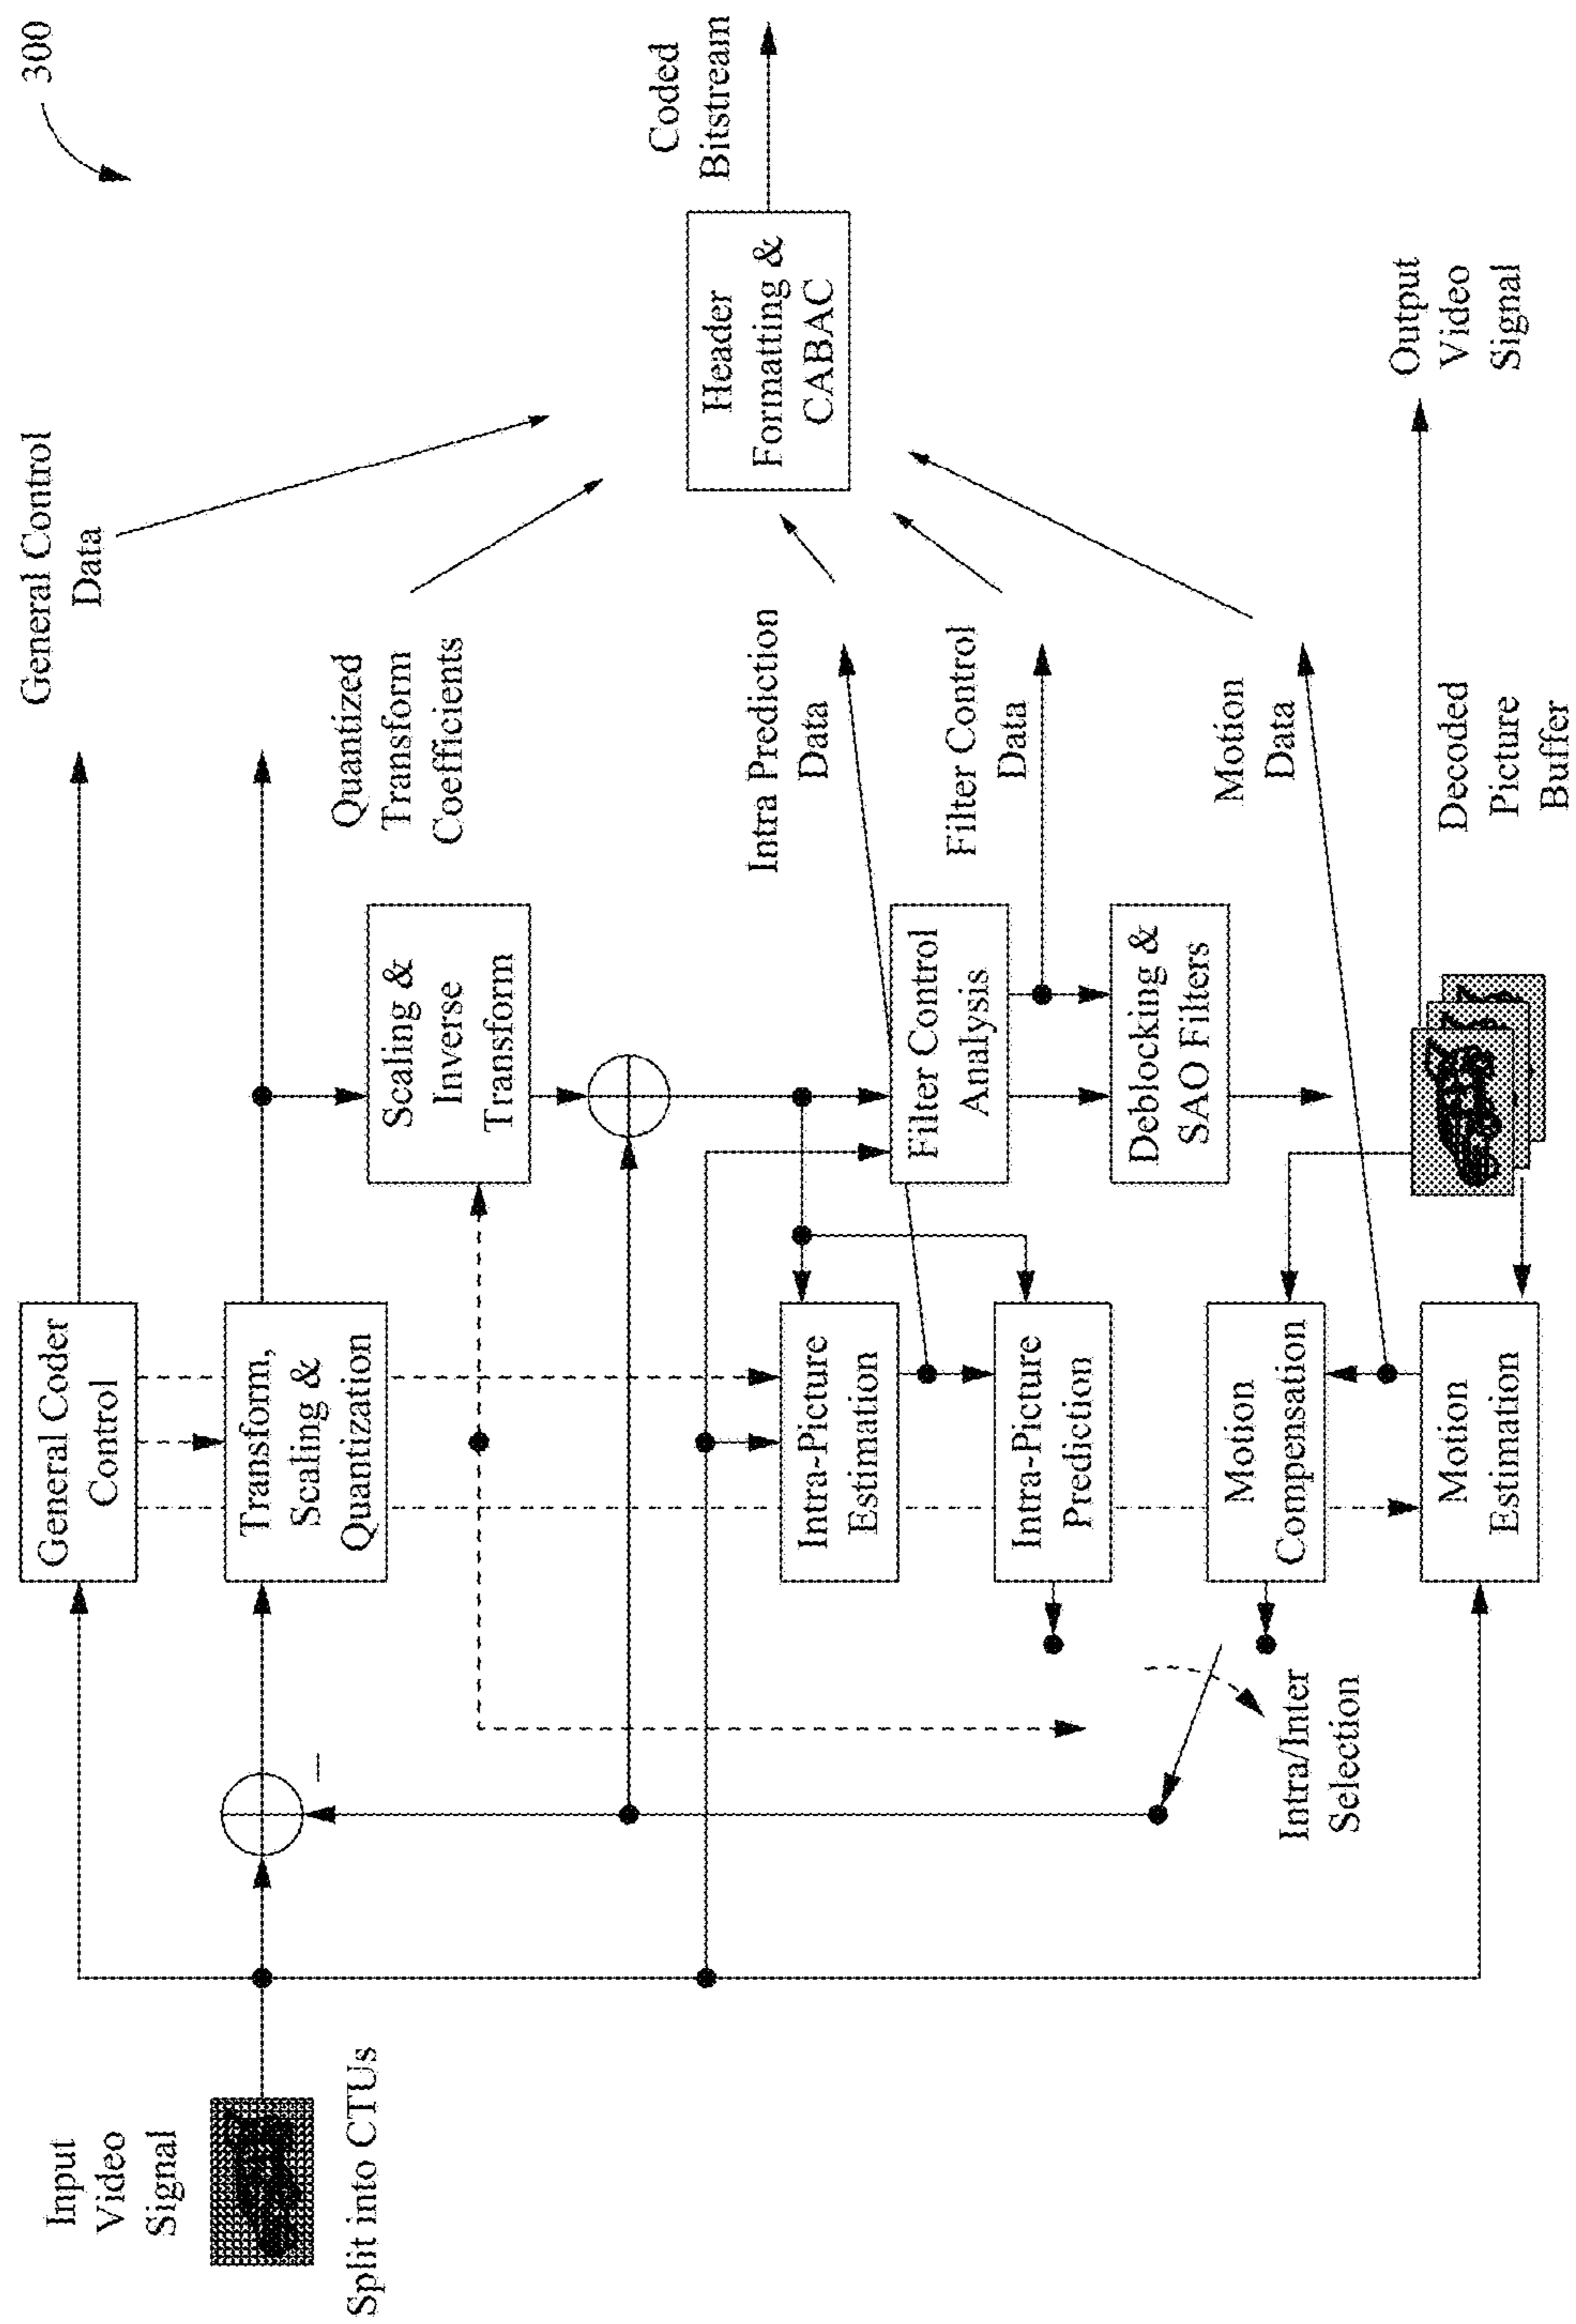 300
Input
Video
Signal
Split into CTUs
General Coder
Control
Transform,
Scaling &
Quantization
General Control
Data
Quantized
Transform
Coefficients
Scaling &
Inverse
Transform
Coded
Bitstream
Header
Formatting &
CABAC
Intra-Picture
Estimation
Intra-Picture
Prediction
Filter Control
Analysis
Deblocking &
SAO Filters
Intra Prediction
Data
Filter Control
Data
Motion
Data
Motion
Compensation
Motion
Estimation
Intra/Inter
Selection
Decoded
Picture
Buffer
Output
Video
Signal